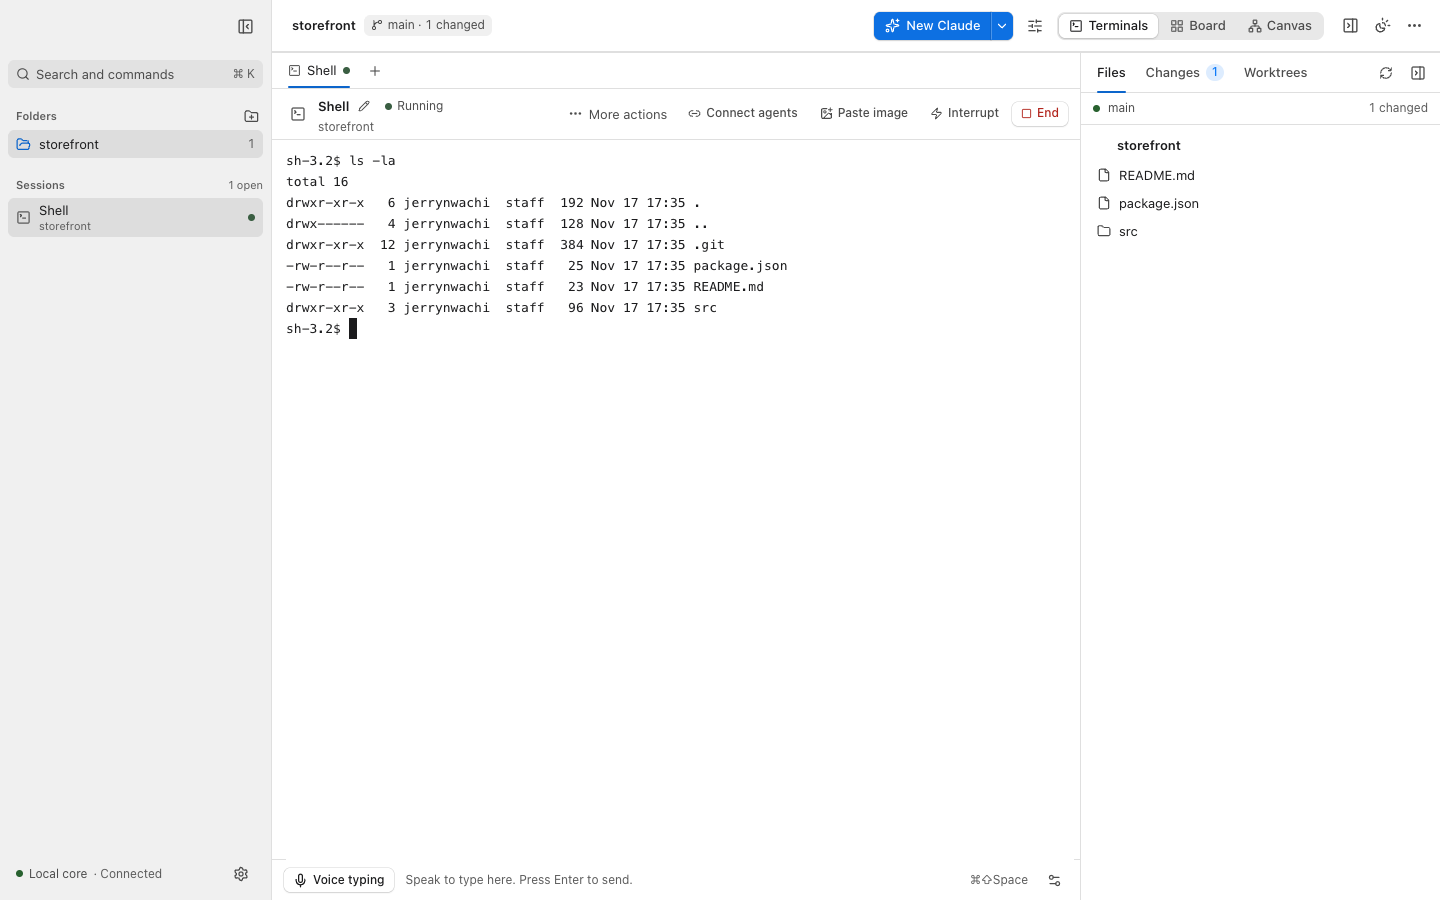 storefront
main · 1 changed
New Claude
Terminals
Board
Canvas
Search and commands
⌘ K
Folders
storefront
1
Sessions
1 open
Shell
storefront
Local core · Connected
Shell
Shell
Running
storefront
More actions
Connect agents
Paste image
Interrupt
End
sh-3.2$ ls -la
total 16
drwxr-xr-x   6 jerrynwachi  staff  192 Nov 17 17:35 .
drwx------   4 jerrynwachi  staff  128 Nov 17 17:35 ..
drwxr-xr-x  12 jerrynwachi  staff  384 Nov 17 17:35 .git
-rw-r--r--   1 jerrynwachi  staff   25 Nov 17 17:35 package.json
-rw-r--r--   1 jerrynwachi  staff   23 Nov 17 17:35 README.md
drwxr-xr-x   3 jerrynwachi  staff   96 Nov 17 17:35 src
sh-3.2$
Voice typing
Speak to type here. Press Enter to send.
⌘⇧Space
Files
Changes 1
Worktrees
main
1 changed
storefront
README.md
package.json
src